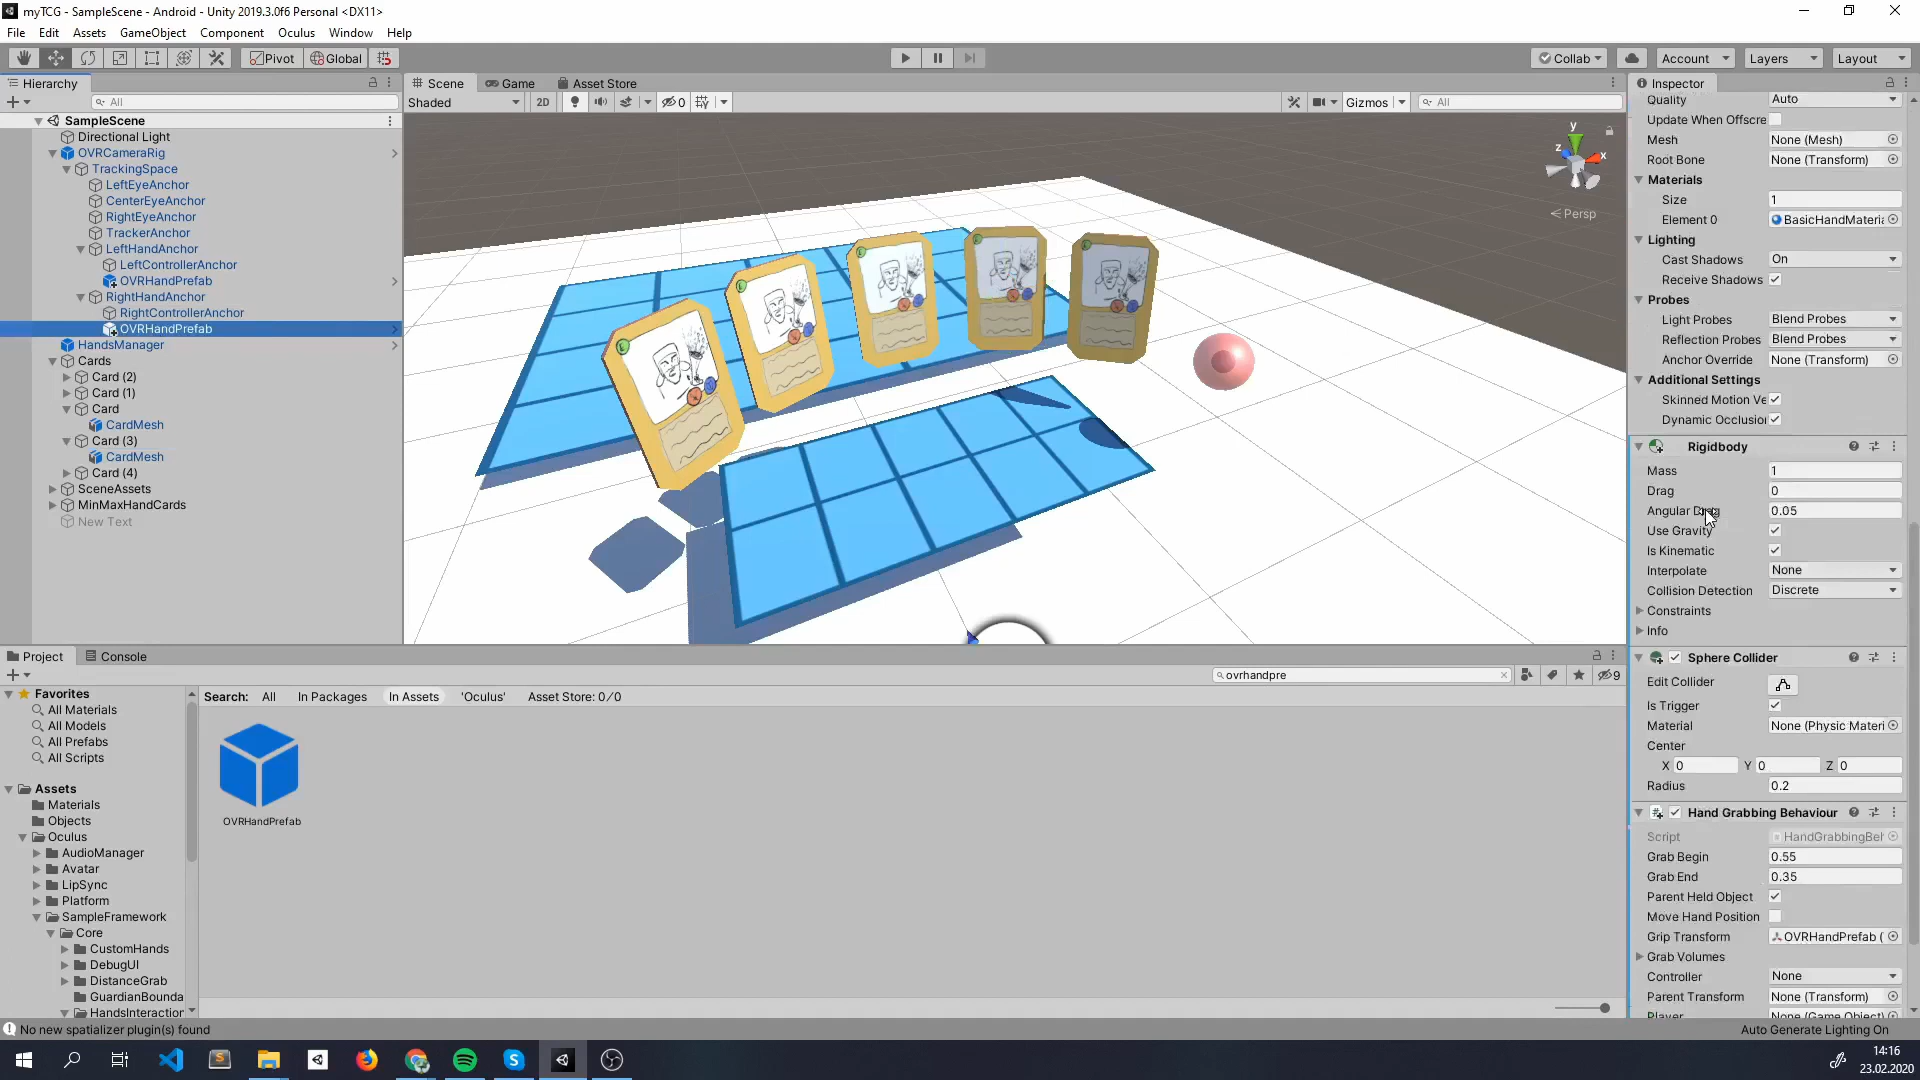 myTCG - SampleScene - Android - Unity 2019.3.0f6 Personal <DX11>
File Edit Assets GameObject Component Oculus Window Help
Pivot Global Collab Account Layers Layout
Hierarchy
All
SampleScene
Directional Light
OVRCameraRig
TrackingSpace
LeftEyeAnchor
CenterEyeAnchor
RightEyeAnchor
TrackerAnchor
LeftHandAnchor
LeftControllerAnchor
OVRHandPrefab
RightHandAnchor
RightControllerAnchor
OVRHandPrefab
HandsManager
Cards
Card (2)
Card (1)
Card
CardMesh
Card (3)
CardMesh
Card (4)
SceneAssets
MinMaxHandCards
New Text
Scene Game Asset Store
Shaded 2D 0 Gizmos All
y
z x
Persp
Inspector
Quality Auto
Update When Offscre
Mesh None (Mesh)
Root Bone None (Transform)
Materials
Size 1
Element 0 BasicHandMateria
Lighting
Cast Shadows On
Receive Shadows
Probes
Light Probes Blend Probes
Reflection Probes Blend Probes
Anchor Override None (Transform)
Additional Settings
Skinned Motion Ve
Dynamic Occlusion
Rigidbody
Mass 1
Drag 0
Angular Drag 0.05
Use Gravity
Is Kinematic
Interpolate None
Collision Detection Discrete
Constraints
Info
Sphere Collider
Edit Collider
Is Trigger
Material None (Physic Materi
Center
X 0 Y 0 Z 0
Radius 0.2
Hand Grabbing Behaviour
Script HandGrabbingBeh
Grab Begin 0.55
Grab End 0.35
Parent Held Object
Move Hand Position
Grip Transform OVRHandPrefab (
Grab Volumes
Controller None
Parent Transform None (Transform)
Player None (Game Object)
Project Console
ovrhandpre 9
Favorites
All Materials
All Models
All Prefabs
All Scripts
Assets
Materials
Objects
Oculus
AudioManager
Avatar
LipSync
Platform
SampleFramework
Core
CustomHands
DebugUI
DistanceGrab
GuardianBounda
HandsInteraction
Search: All In Packages In Assets 'Oculus' Asset Store: 0/0
OVRHandPrefab
No new spatializer plugin(s) found
Auto Generate Lighting On
14:16
23.02.2020